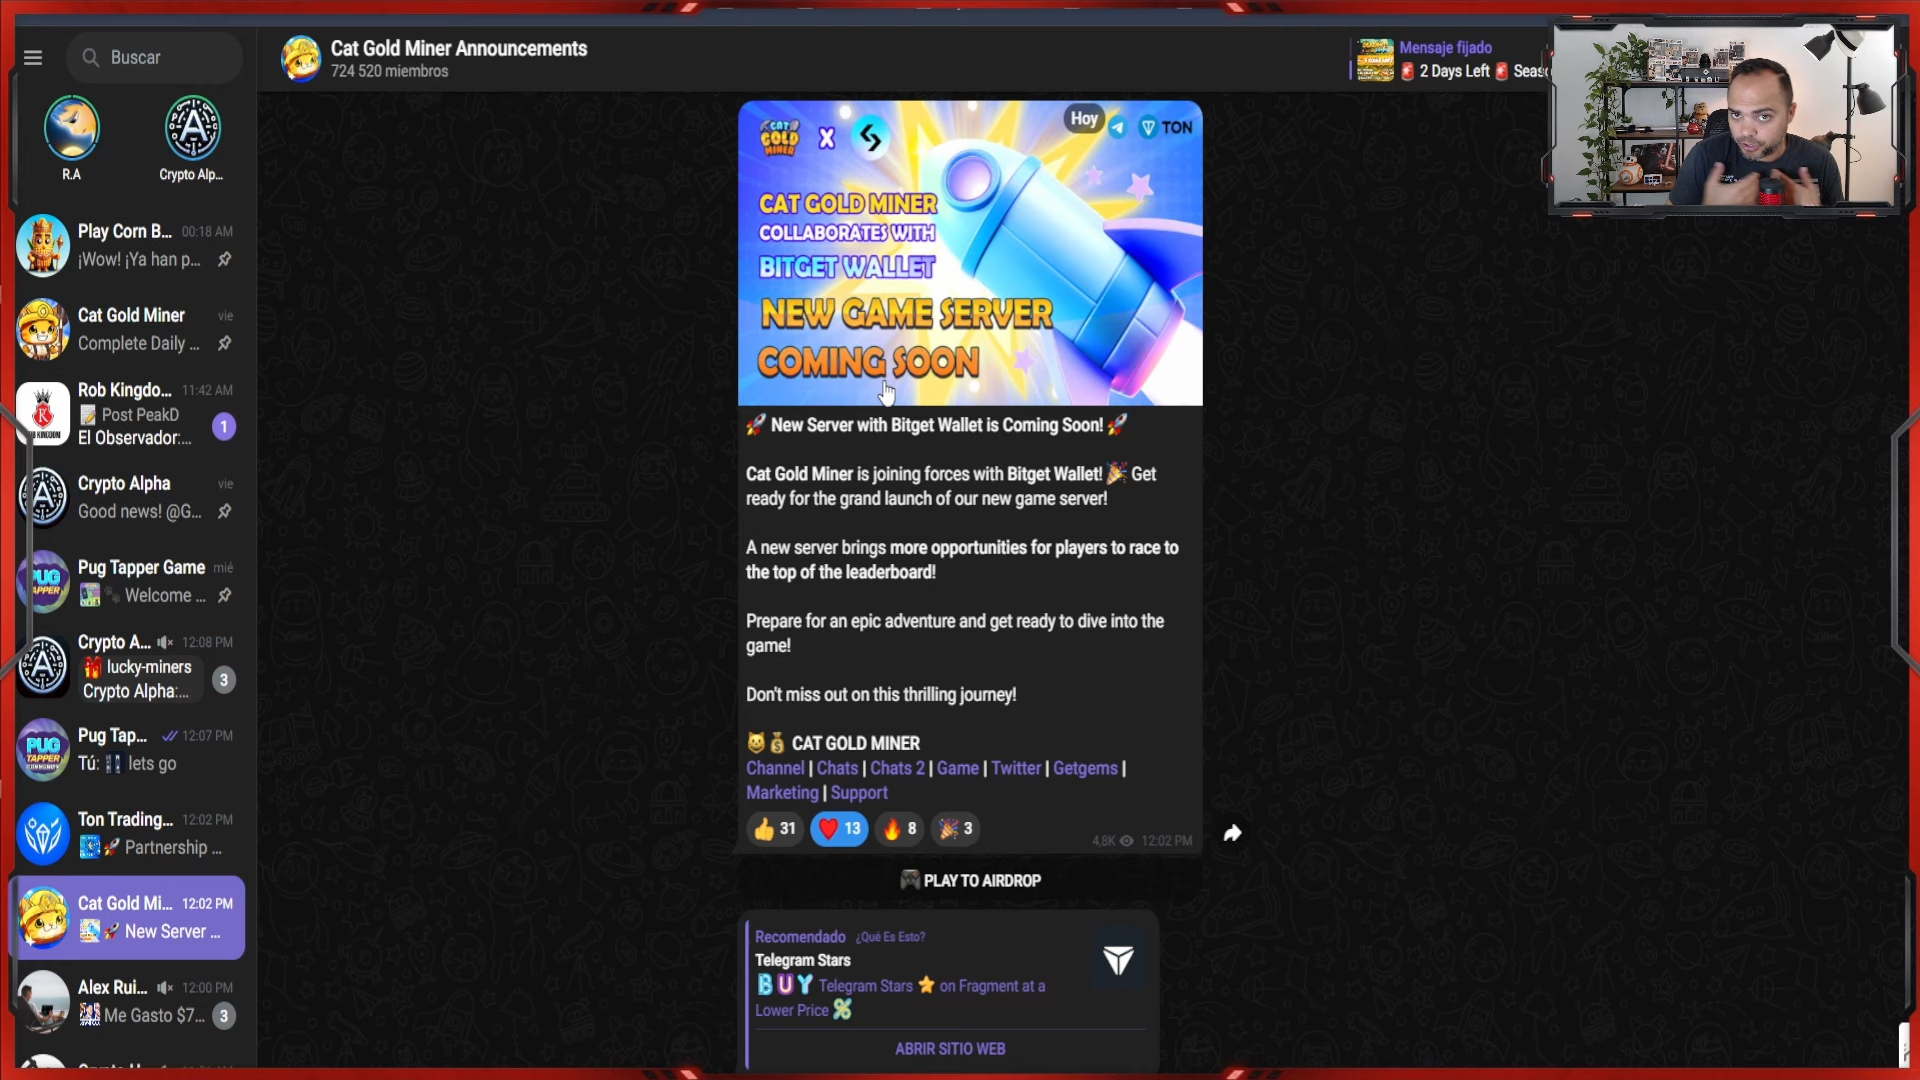 Buscar
R.A
Crypto Alp...
Play Corn B... 00:18 AM
¡Wow! ¡Ya han p...
Cat Gold Miner vie
Complete Daily ...
Rob Kingdo... 11:42 AM
Post PeakD
El Observador:... 1
Crypto Alpha vie
Good news! @G...
Pug Tapper Game mié
Welcome ...
Crypto A... 12:08 PM
lucky-miners
Crypto Alpha:... 3
Pug Tap... 12:07 PM
Tú: lets go
Ton Trading... 12:02 PM
Partnership ...
Cat Gold Mi... 12:02 PM
New Server ...
Alex Rui... 12:00 PM
Me Gasto $7... 3
Cat Gold Miner Announcements
724 520 miembros
Mensaje fijado
2 Days Left
Hoy
CAT GOLD MINER X TON
CAT GOLD MINER
COLLABORATES WITH
BITGET WALLET
NEW GAME SERVER
COMING SOON
New Server with Bitget Wallet is Coming Soon!
Cat Gold Miner is joining forces with Bitget Wallet! Get
ready for the grand launch of our new game server!
A new server brings more opportunities for players to race to
the top of the leaderboard!
Prepare for an epic adventure and get ready to dive into the
game!
Don't miss out on this thrilling journey!
CAT GOLD MINER
Channel | Chats | Chats 2 | Game | Twitter | Getgems |
Marketing | Support
31 13 8 3
4,8K 12:02 PM
PLAY TO AIRDROP
Recomendado ¿Qué Es Esto?
Telegram Stars
BUY Telegram Stars on Fragment at a
Lower Price
ABRIR SITIO WEB